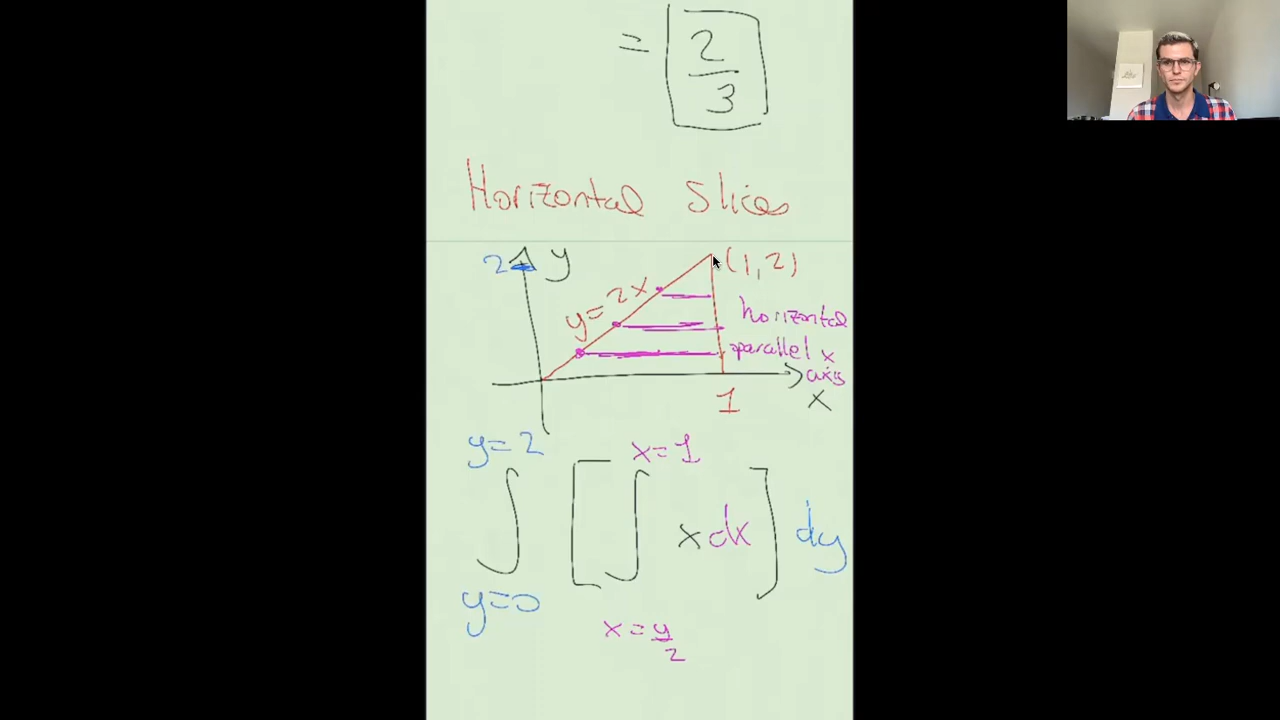 = 2/3
Horizontal Slices
2 y (1, 2)
y = 2x
horizontal
parallel x
axis
1 x
y = 2 x = 1
∫ [ ∫ x dx ] dy
y = 0
x = y/2